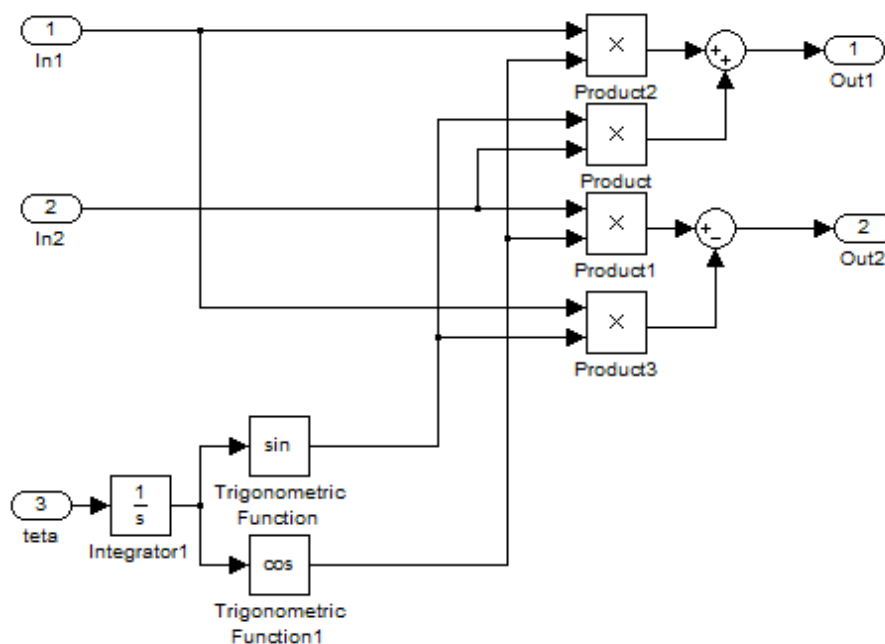 1
In1
×
Product2
+
+
1
Out1
×
Product
2
In2
×
Product1
+
−
2
Out2
×
Product3
sin
Trigonometric
Function
3
teta
1
s
Integrator1
cos
Trigonometric
Function1